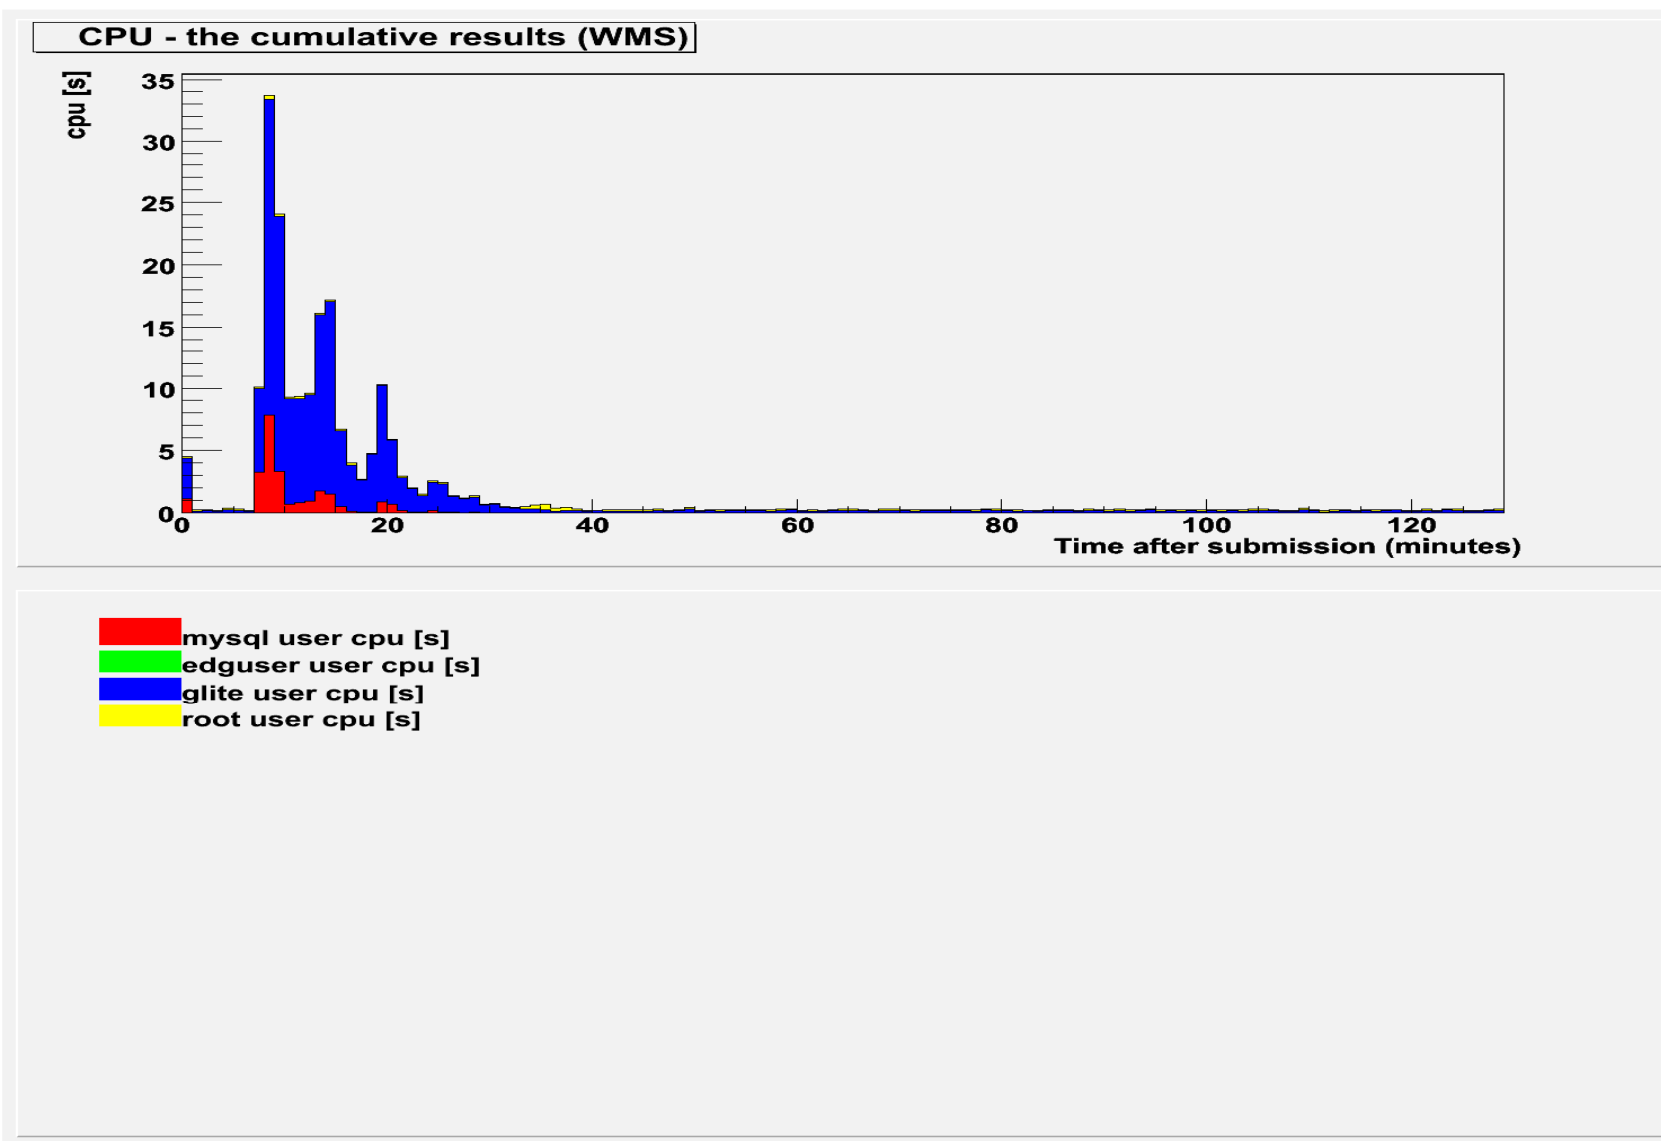 CPU - the cumulative results (WMS)
cpu [s]
35
30
25
20
15
10
5
0
0 20 40 60 80 100 120
Time after submission (minutes)
mysql user cpu [s]
edguser user cpu [s]
glite user cpu [s]
root user cpu [s]